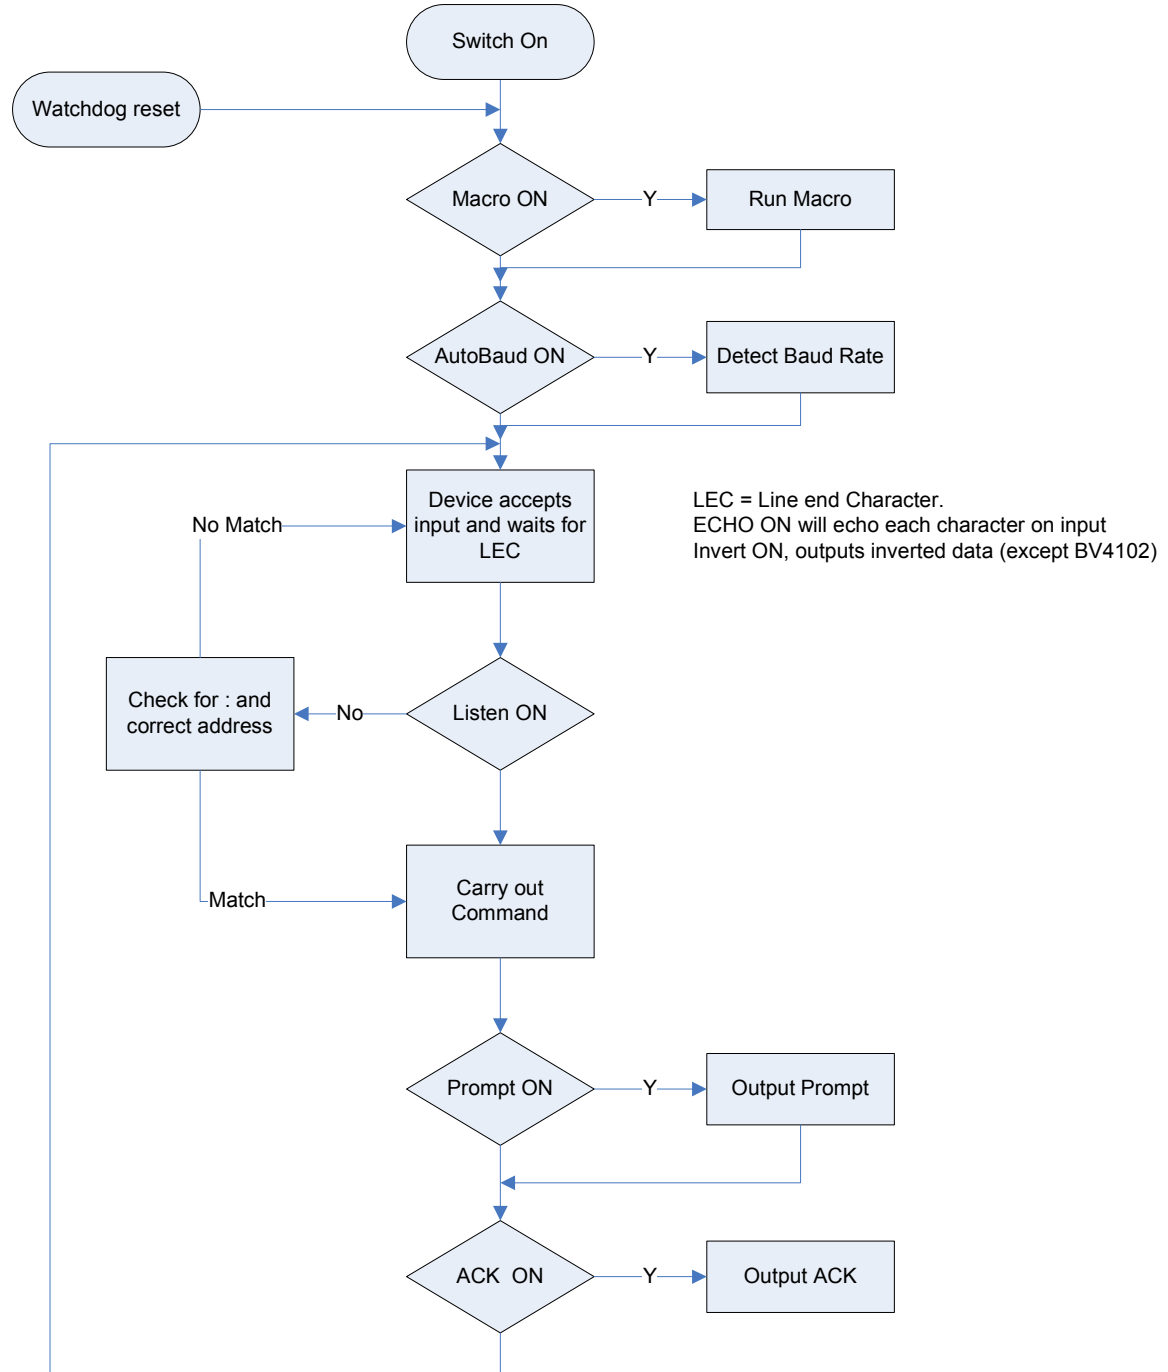 Switch On
Watchdog reset
Macro ON
Y
Run Macro
AutoBaud ON
Y
Detect Baud Rate
Device accepts
input and waits for
LEC
No Match
LEC = Line end Character.
ECHO ON will echo each character on input
Invert ON, outputs inverted data (except BV4102)
Check for : and
correct address
No
Listen ON
Match
Carry out
Command
Prompt ON
Y
Output Prompt
ACK  ON
Y
Output ACK